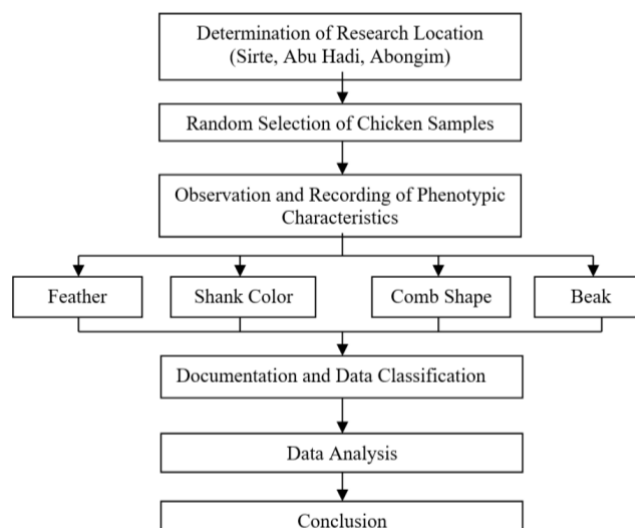 Determination of Research Location
(Sirte, Abu Hadi, Abongim)
Random Selection of Chicken Samples
Observation and Recording of Phenotypic
Characteristics
Feather
Shank Color
Comb Shape
Beak
Documentation and Data Classification
Data Analysis
Conclusion